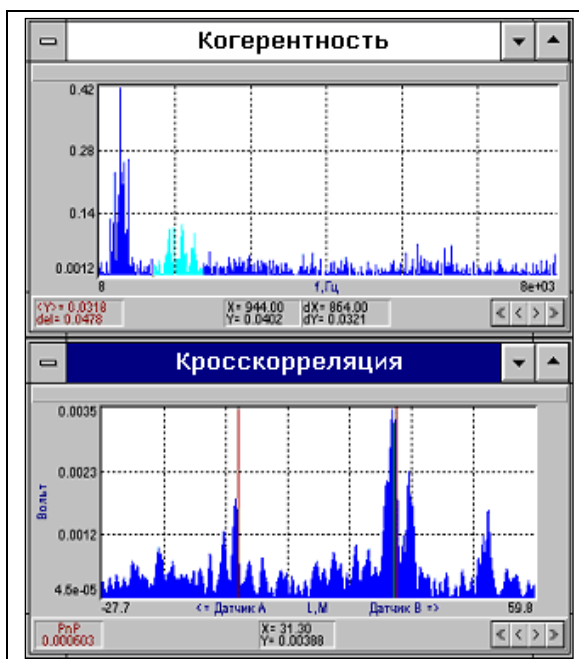 Когерентность
0.42
0.28
0.14
0.0012
8 f,Гц 8e+03
<Y>= 0.0318 X= 944.00 dX= 864.00
del= 0.0478 Y= 0.0402 dY= 0.0321
Кросскорреляция
0.0035
0.0023
Вольт
0.0012
4.5e-05
-27.7 <= Датчик A L,М Датчик B => 59.8
РпР X= 31.30
0.000603 Y= 0.00388